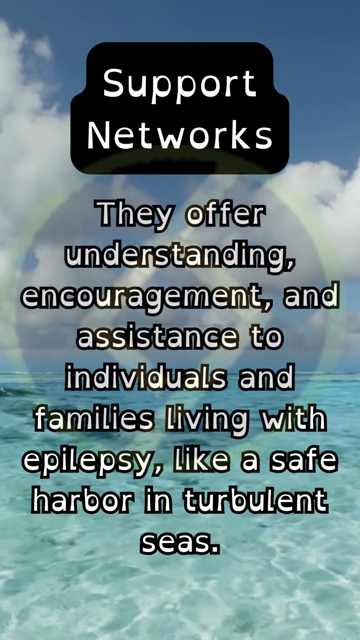 Support
Networks
They offer
understanding,
encouragement, and
assistance to
individuals and
families living with
epilepsy, like a safe
harbor in turbulent
seas.